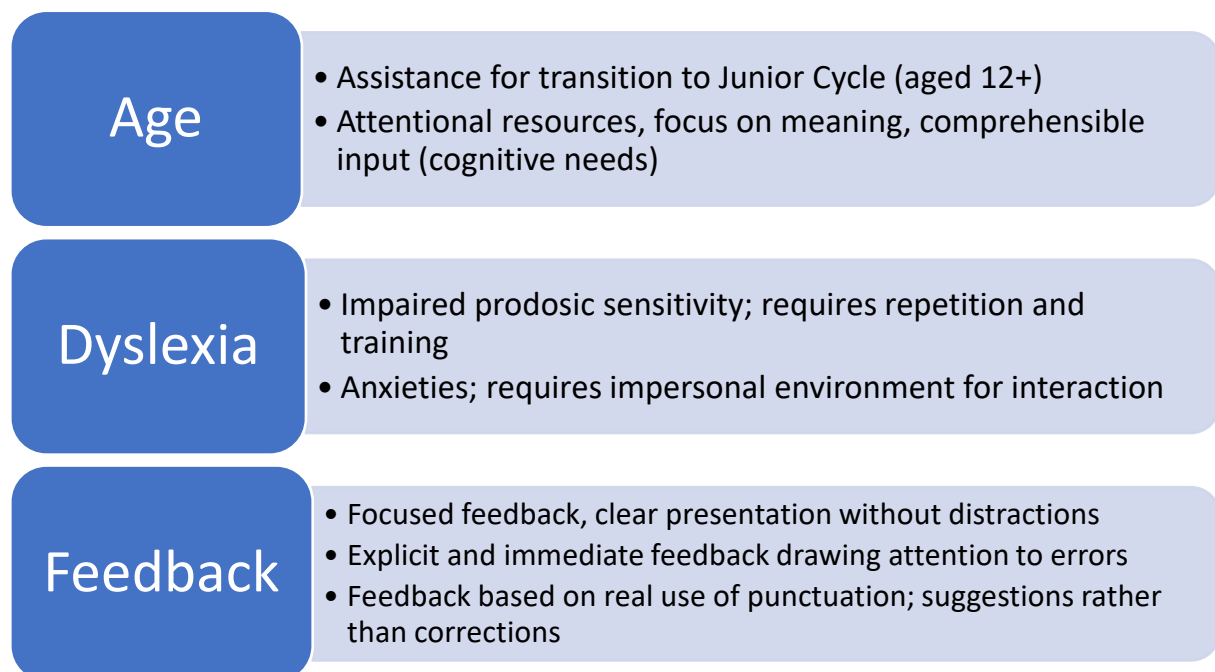 Age
• Assistance for transition to Junior Cycle (aged 12+)
• Attentional resources, focus on meaning, comprehensible
input (cognitive needs)
Dyslexia
• Impaired prodosic sensitivity; requires repetition and
training
• Anxieties; requires impersonal environment for interaction
Feedback
• Focused feedback, clear presentation without distractions
• Explicit and immediate feedback drawing attention to errors
• Feedback based on real use of punctuation; suggestions rather
than corrections